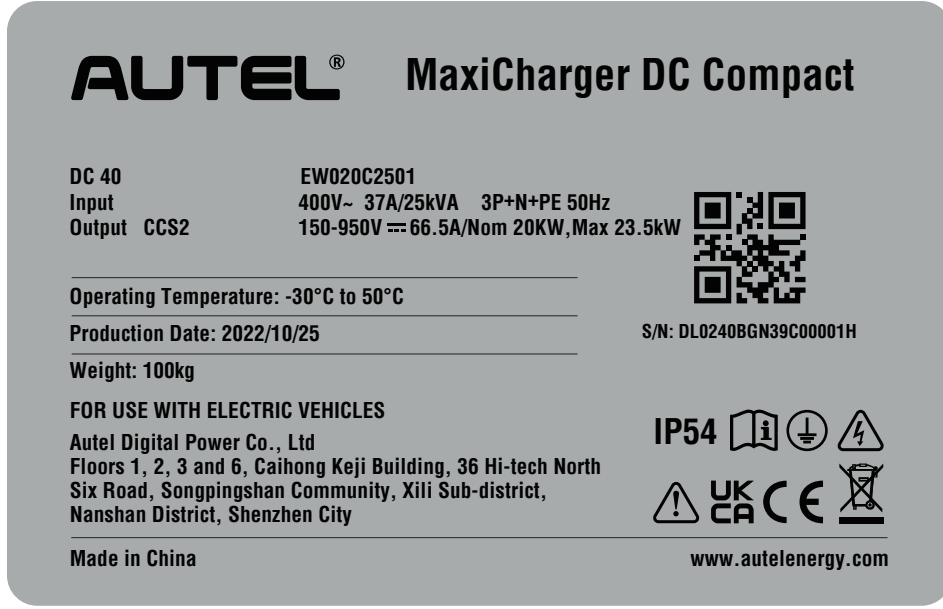 AUTEL® MaxiCharger DC Compact
DC 40 EW020C2501
Input 400V~ 37A/25kVA 3P+N+PE 50Hz
Output CCS2 150-950V ⎓ 66.5A/Nom 20KW,Max 23.5kW
Operating Temperature: -30°C to 50°C
Production Date: 2022/10/25
S/N: DL0240BGN39C00001H
Weight: 100kg
FOR USE WITH ELECTRIC VEHICLES
Autel Digital Power Co., Ltd
Floors 1, 2, 3 and 6, Caihong Keji Building, 36 Hi-tech North
Six Road, Songpingshan Community, Xili Sub-district,
Nanshan District, Shenzhen City
IP54
UK
CA CE
Made in China
www.autelenergy.com